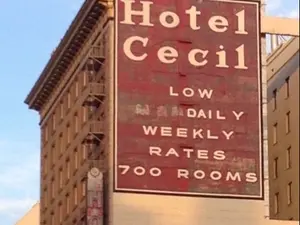 Hotel
Cecil
LOW
DAILY
WEEKLY
RATES
700 ROOMS